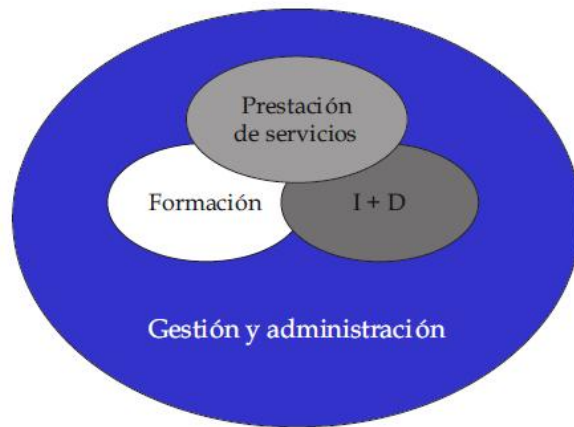 Prestación
de servicios
Formación
I + D
Gestión y administración